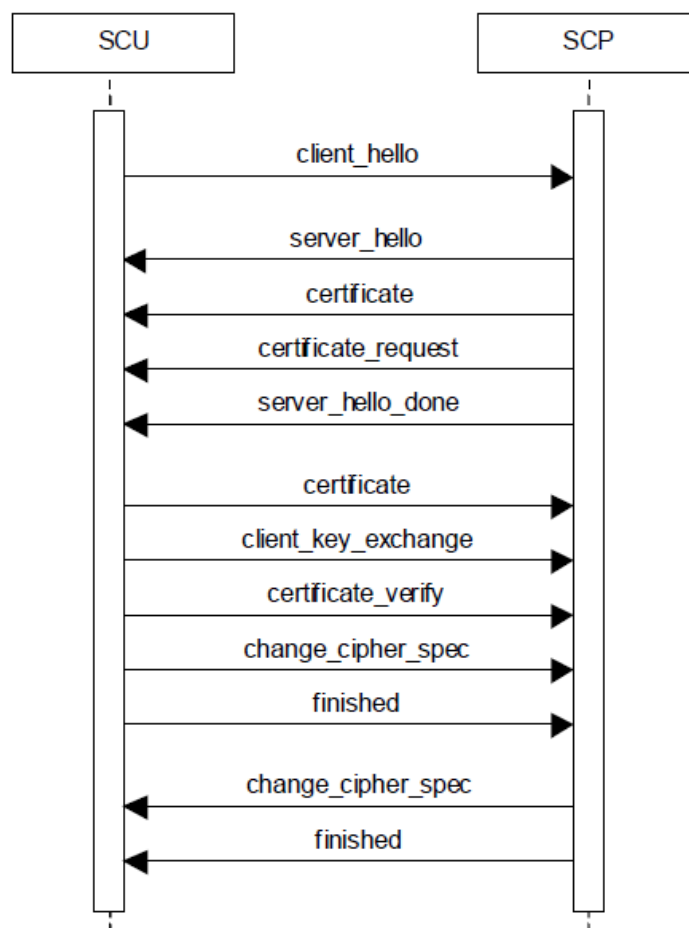 SCU
SCP
client_hello
server_hello
certificate
certificate_request
server_hello_done
certificate
client_key_exchange
certificate_verify
change_cipher_spec
finished
change_cipher_spec
finished